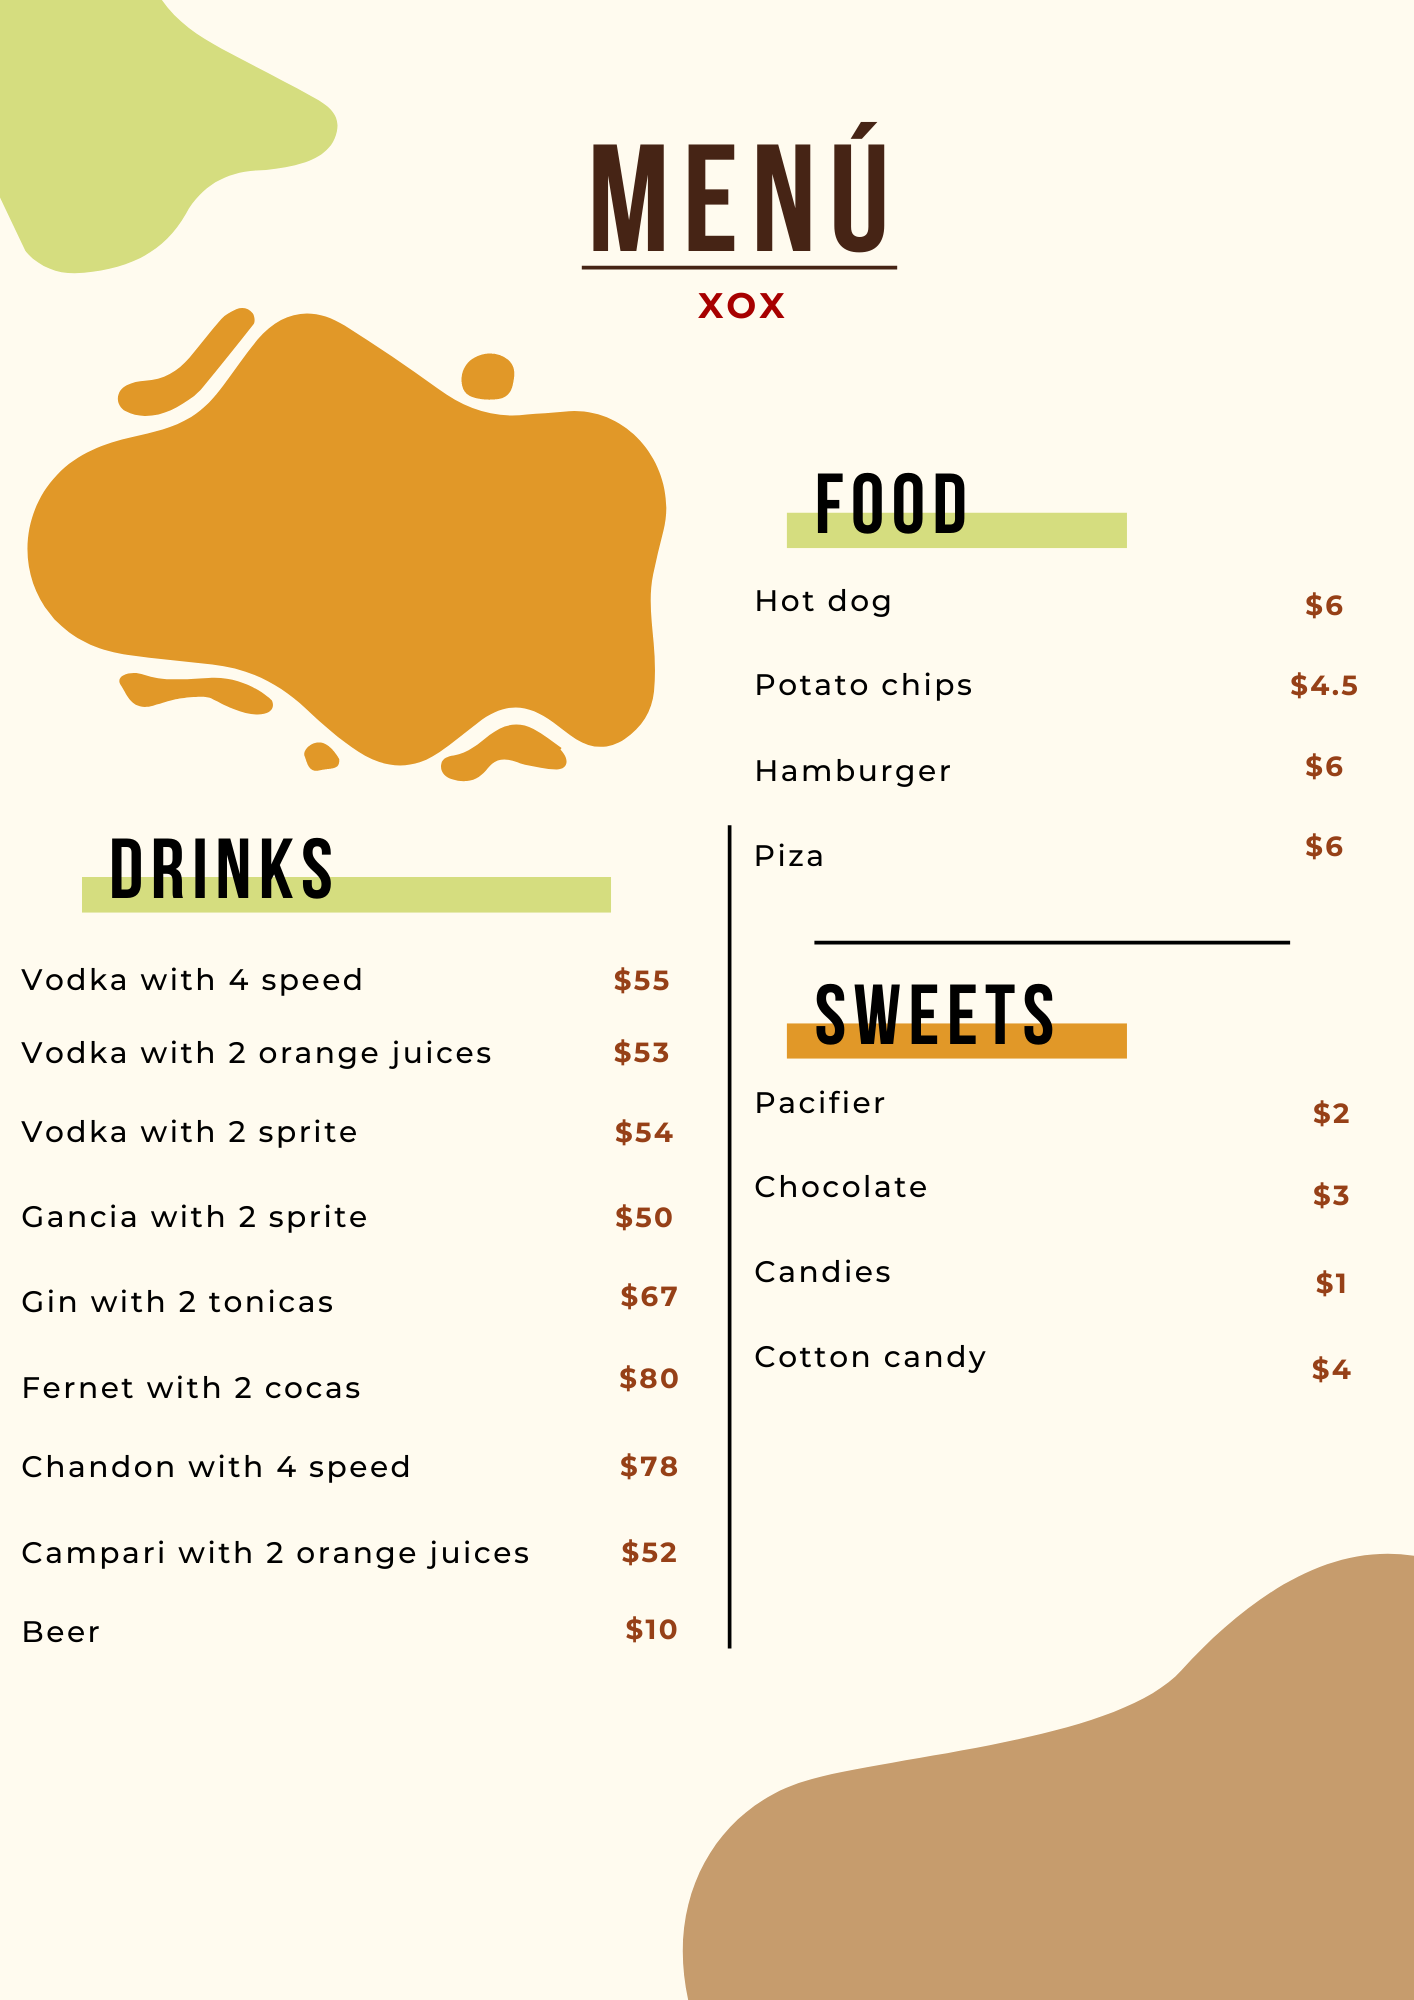 MENÚ
XOX
FOOD
Hot dog $6
Potato chips $4.5
Hamburger $6
Piza $6
DRINKS
Vodka with 4 speed $55
Vodka with 2 orange juices $53
Vodka with 2 sprite $54
Gancia with 2 sprite $50
Gin with 2 tonicas $67
Fernet with 2 cocas $80
Chandon with 4 speed $78
Campari with 2 orange juices $52
Beer $10
SWEETS
Pacifier $2
Chocolate $3
Candies $1
Cotton candy $4